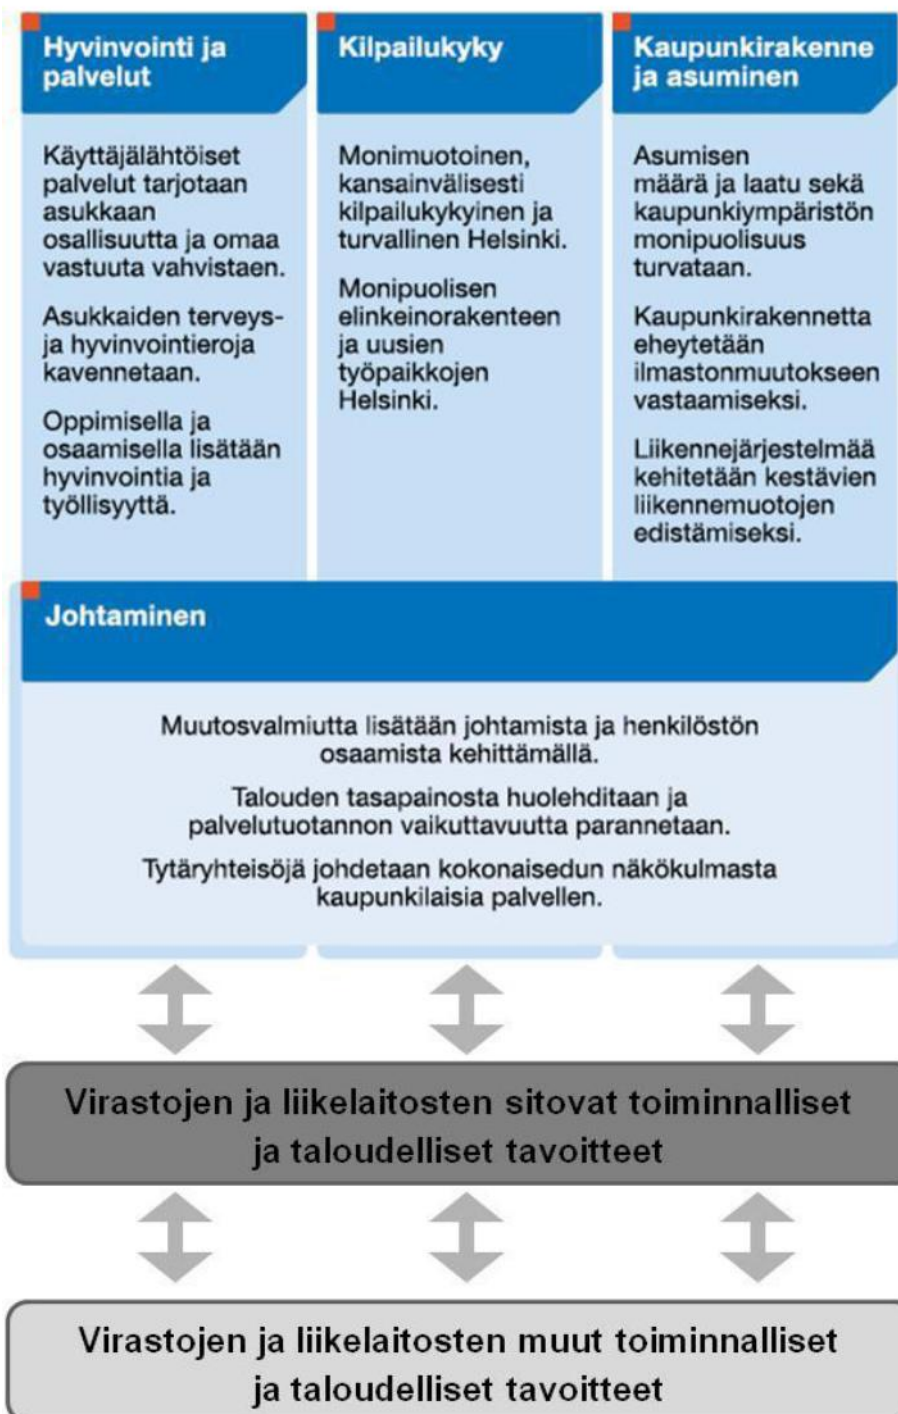 Hyvinvointi ja
palvelut
Käyttäjälähtöiset
palvelut tarjotaan
asukkaan
osallisuutta ja omaa
vastuuta vahvistaen.
Asukkaiden terveys-
ja hyvinvointieroja
kavennetaan.
Oppimisella ja
osaamisella lisätään
hyvinvointia ja
työllisyyttä.
Kilpailukyky
Monimuotoinen,
kansainvälisesti
kilpailukykyinen ja
turvallinen Helsinki.
Monipuolisen
elinkeinorakenteen
ja uusien
työpaikkojen
Helsinki.
Kaupunkirakenne
ja asuminen
Asumisen
määrä ja laatu sekä
kaupunkiympäristön
monipuolisuus
turvataan.
Kaupunkirakennetta
eheytetään
ilmastonmuutokseen
vastaamiseksi.
Liikennejärjestelmää
kehitetään kestävien
liikennemuotojen
edistämiseksi.
Johtaminen
Muutosvalmiutta lisätään johtamista ja henkilöstön
osaamista kehittämällä.
Talouden tasapainosta huolehditaan ja
palvelutuotannon vaikuttavuutta parannetaan.
Tytäryhteisöjä johdetaan kokonaisedun näkökulmasta
kaupunkilaisia palvellen.
Virastojen ja liikelaitosten sitovat toiminnalliset
ja taloudelliset tavoitteet
Virastojen ja liikelaitosten muut toiminnalliset
ja taloudelliset tavoitteet